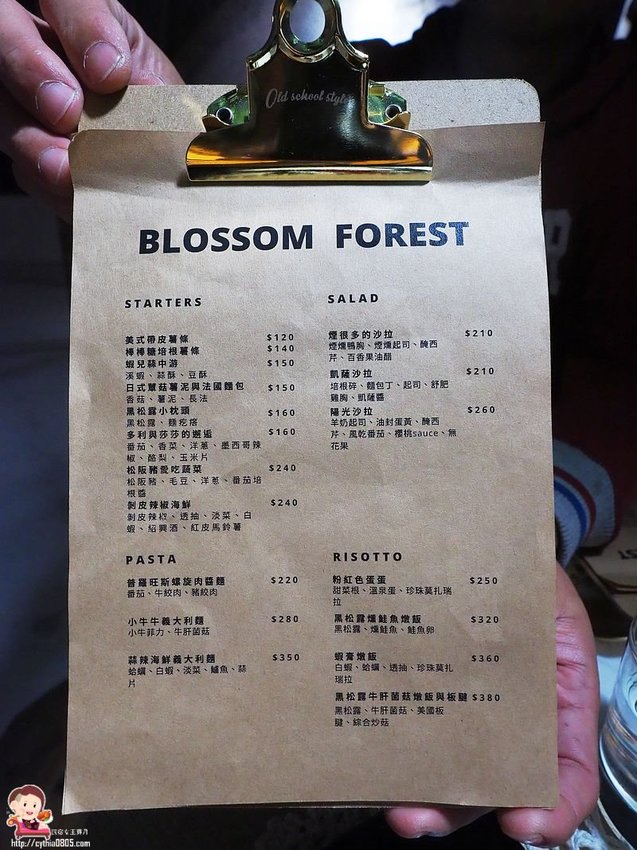 Old school style
BLOSSOM FOREST
STARTERS
美式帶皮薯條 $120
棒棒糖培根薯條 $140
蝦兒蒜中游 $150
溪蝦、蒜酥、豆酥
日式蕈菇薯泥與法國麵包 $150
香菇、薯泥、長法
黑松露小枕頭 $160
黑松露、麵疙瘩
多利與莎莎的邂逅 $160
番茄、香菜、洋蔥、墨西哥辣
椒、酪梨、玉米片
松阪豬愛吃蔬菜 $240
松阪豬、毛豆、洋蔥、番茄培
根醬
剝皮辣椒海鮮 $240
剝皮辣椒、透抽、淡菜、白
蝦、紹興酒、紅皮馬鈴薯
SALAD
煙很多的沙拉 $210
煙燻鴨胸、煙燻起司、醃西
芹、百香果油醋
凱薩沙拉 $210
培根碎、麵包丁、起司、舒肥
雞胸、凱薩醬
陽光沙拉 $260
羊奶起司、油封蛋黃、醃西
芹、風乾番茄、櫻桃sauce、無
花果
PASTA
普羅旺斯螺旋肉醬麵 $220
番茄、牛絞肉、豬絞肉
小牛牛義大利麵 $280
小牛菲力、牛肝菌菇
蒜辣海鮮義大利麵 $350
蛤蠣、白蝦、淡菜、鱸魚、蒜
片
RISOTTO
粉紅色蛋蛋 $250
甜菜根、溫泉蛋、珍珠莫扎瑞
拉
黑松露燻鮭魚燉飯 $320
黑松露、燻鮭魚、鮭魚卵
蝦膏燉飯 $360
白蝦、蛤蠣、透抽、珍珠莫扎
瑞拉
黑松露牛肝菌菇燉飯與板腱 $380
黑松露、牛肝菌菇、美國板
腱、綜合炒菇
民宿女王芽月
http://cythia0805.com